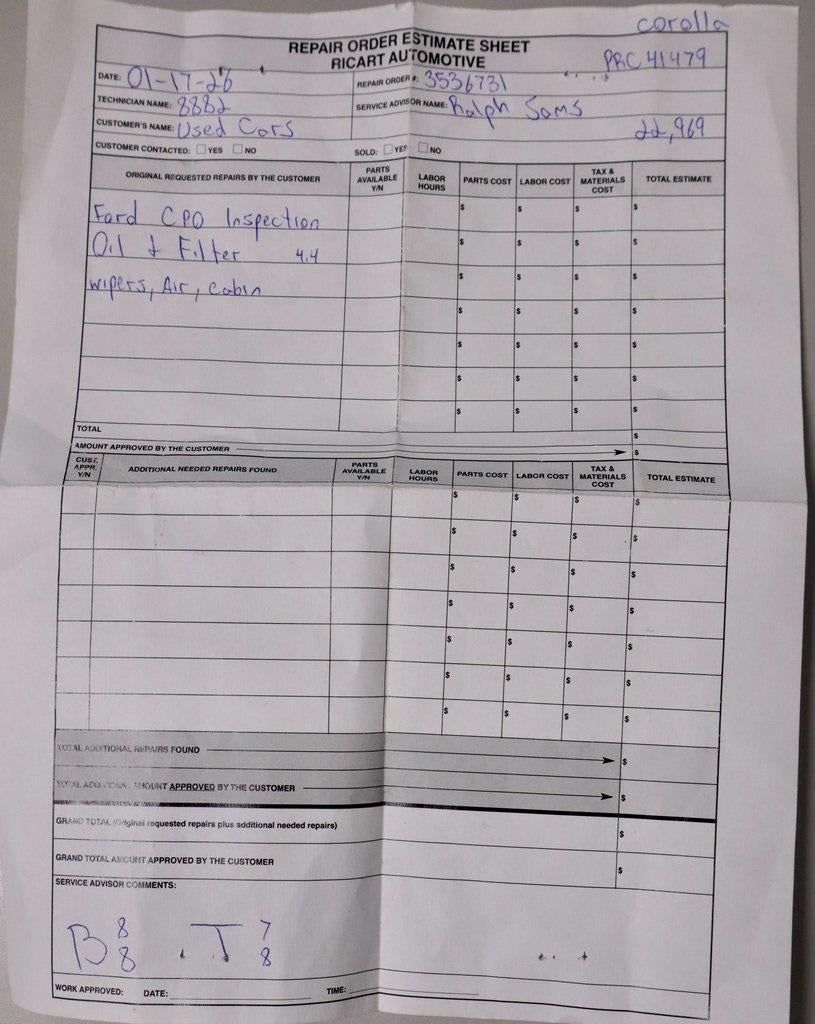 corolla
REPAIR ORDER ESTIMATE SHEET
RICART AUTOMOTIVE
PRC 41479
DATE: 01-17-26
REPAIR ORDER #: 3536731
TECHNICIAN NAME: 8882
SERVICE ADVISOR NAME: Ralph Sams
CUSTOMER'S NAME: Used Cars
22,969
CUSTOMER CONTACTED: YES NO SOLD: YES NO
ORIGINAL REQUESTED REPAIRS BY THE CUSTOMER PARTS AVAILABLE Y/N LABOR HOURS PARTS COST LABOR COST TAX & MATERIALS COST TOTAL ESTIMATE
Ford CPO Inspection $ $ $ $
Oil & Filter 4.4 $ $ $ $
wipers, Air, cabin $ $ $ $
$ $ $ $
$ $ $ $
$ $ $ $
$ $ $ $
TOTAL $
AMOUNT APPROVED BY THE CUSTOMER $
CUST. APPR. Y/N ADDITIONAL NEEDED REPAIRS FOUND PARTS AVAILABLE Y/N LABOR HOURS PARTS COST LABOR COST TAX & MATERIALS COST TOTAL ESTIMATE
$ $ $ $
$ $ $ $
$ $ $ $
$ $ $ $
$ $ $ $
$ $ $ $
$ $ $ $
TOTAL ADDITIONAL REPAIRS FOUND $
TOTAL ADDITIONAL AMOUNT APPROVED BY THE CUSTOMER $
GRAND TOTAL (Original requested repairs plus additional needed repairs) $
GRAND TOTAL AMOUNT APPROVED BY THE CUSTOMER $
SERVICE ADVISOR COMMENTS:
B 8 8 T 7 8
WORK APPROVED: DATE: TIME: